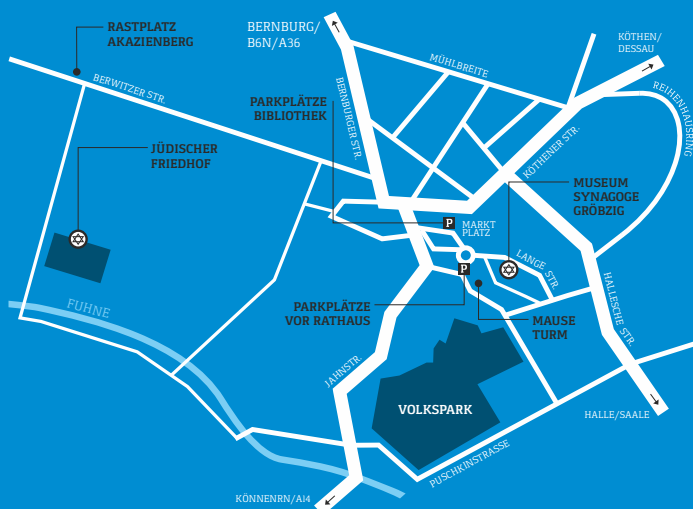 RASTPLATZ
AKAZIENBERG
BERNBURG/
B6N/A36
KÖTHEN/
DESSAU
MÜHLBREITE
BERWITZER STR.
BERNBURGER STR.
REIHENHAUSRING
PARKPLÄTZE
BIBLIOTHEK
KÖTHENER STR.
JÜDISCHER
FRIEDHOF
MUSEUM
SYNAGOGE
GRÖBZIG
P
MARKT
PLATZ
LANGE STR.
P
FUHNE
PARKPLÄTZE
VOR RATHAUS
MAUSE
TURM
HALLESCHE STR.
JAHNSTR.
VOLKSPARK
HALLE/SAALE
PUSCHKINSTRASSE
KÖNNENRN/A14